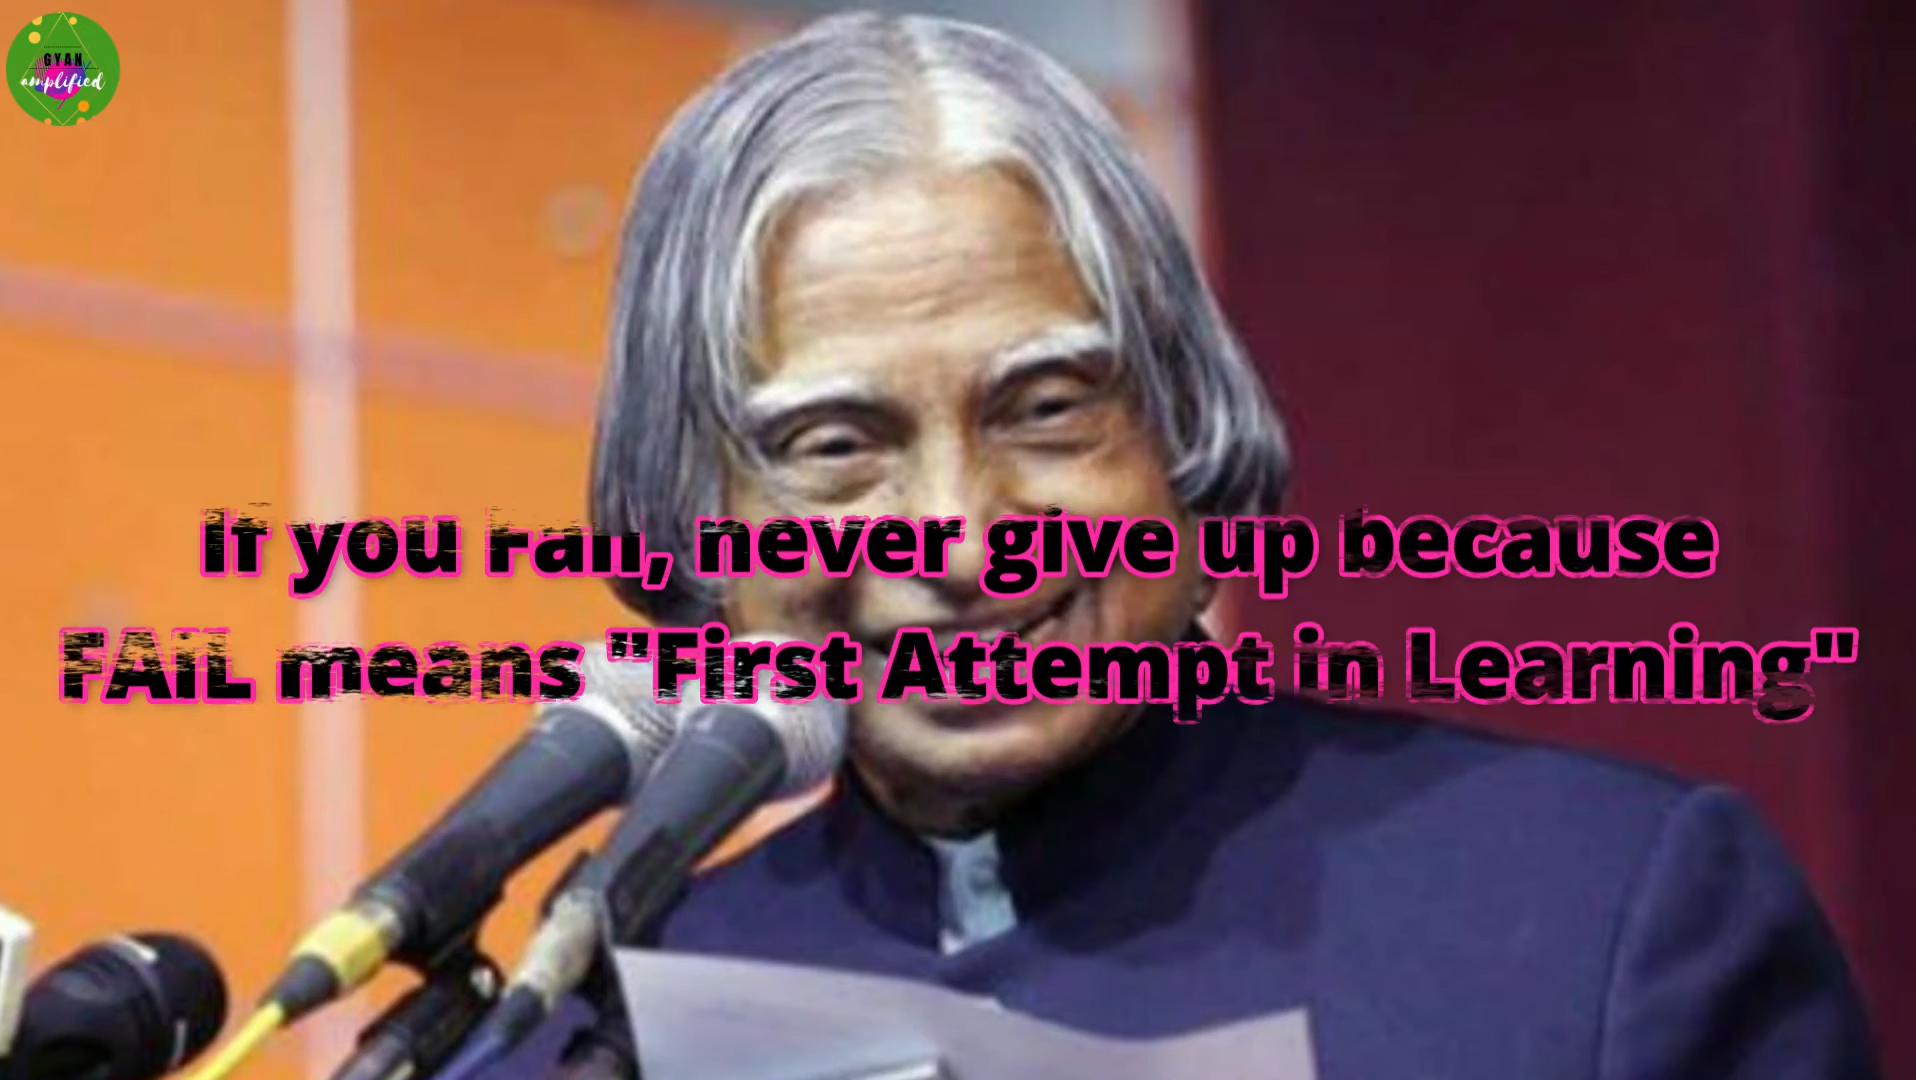 GYAN
amplified
If you Fail, never give up because
FAiL means "First Attempt in Learning"